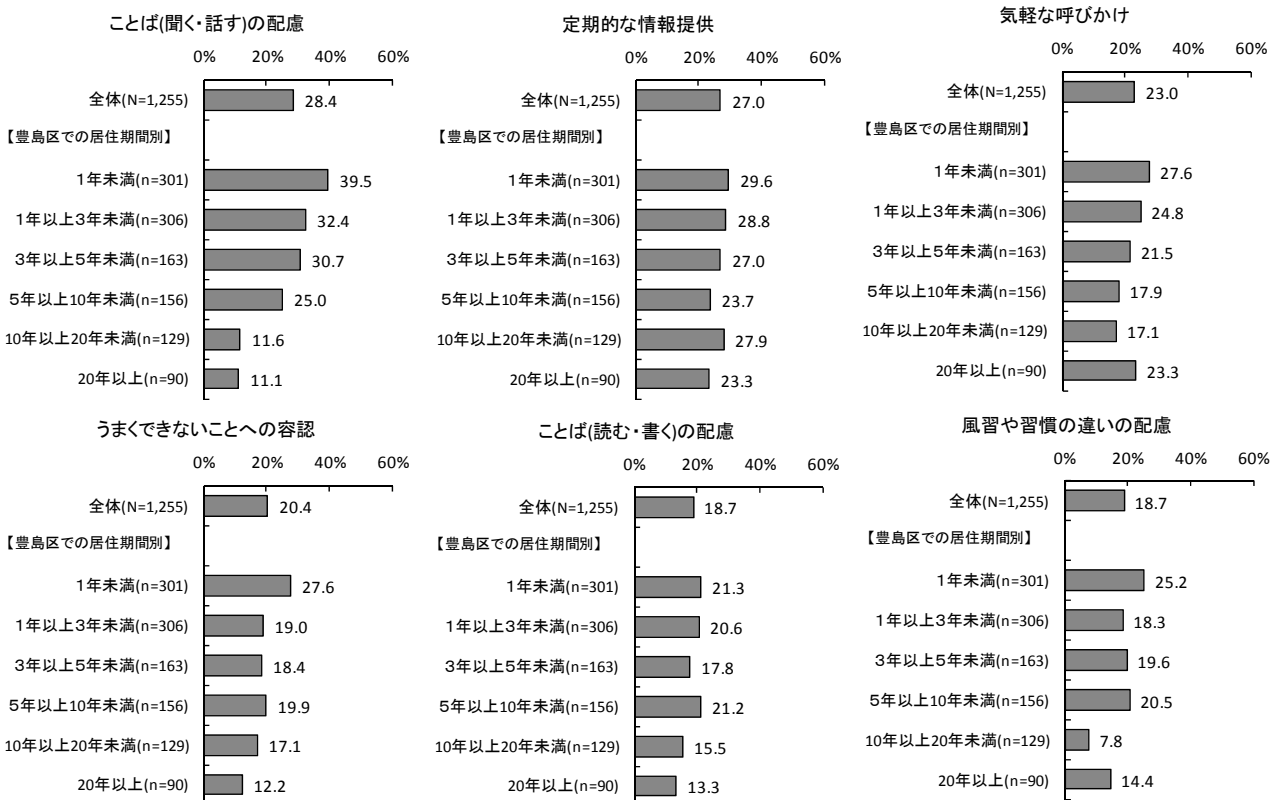 ことば(聞く・話す)の配慮
0% 20% 40% 60%
全体(N=1,255) 28.4
【豊島区での居住期間別】
1年未満(n=301) 39.5
1年以上3年未満(n=306) 32.4
3年以上5年未満(n=163) 30.7
5年以上10年未満(n=156) 25.0
10年以上20年未満(n=129) 11.6
20年以上(n=90) 11.1
定期的な情報提供
0% 20% 40% 60%
全体(N=1,255) 27.0
【豊島区での居住期間別】
1年未満(n=301) 29.6
1年以上3年未満(n=306) 28.8
3年以上5年未満(n=163) 27.0
5年以上10年未満(n=156) 23.7
10年以上20年未満(n=129) 27.9
20年以上(n=90) 23.3
気軽な呼びかけ
0% 20% 40% 60%
全体(N=1,255) 23.0
【豊島区での居住期間別】
1年未満(n=301) 27.6
1年以上3年未満(n=306) 24.8
3年以上5年未満(n=163) 21.5
5年以上10年未満(n=156) 17.9
10年以上20年未満(n=129) 17.1
20年以上(n=90) 23.3
うまくできないことへの容認
0% 20% 40% 60%
全体(N=1,255) 20.4
【豊島区での居住期間別】
1年未満(n=301) 27.6
1年以上3年未満(n=306) 19.0
3年以上5年未満(n=163) 18.4
5年以上10年未満(n=156) 19.9
10年以上20年未満(n=129) 17.1
20年以上(n=90) 12.2
ことば(読む・書く)の配慮
0% 20% 40% 60%
全体(N=1,255) 18.7
【豊島区での居住期間別】
1年未満(n=301) 21.3
1年以上3年未満(n=306) 20.6
3年以上5年未満(n=163) 17.8
5年以上10年未満(n=156) 21.2
10年以上20年未満(n=129) 15.5
20年以上(n=90) 13.3
風習や習慣の違いの配慮
0% 20% 40% 60%
全体(N=1,255) 18.7
【豊島区での居住期間別】
1年未満(n=301) 25.2
1年以上3年未満(n=306) 18.3
3年以上5年未満(n=163) 19.6
5年以上10年未満(n=156) 20.5
10年以上20年未満(n=129) 7.8
20年以上(n=90) 14.4